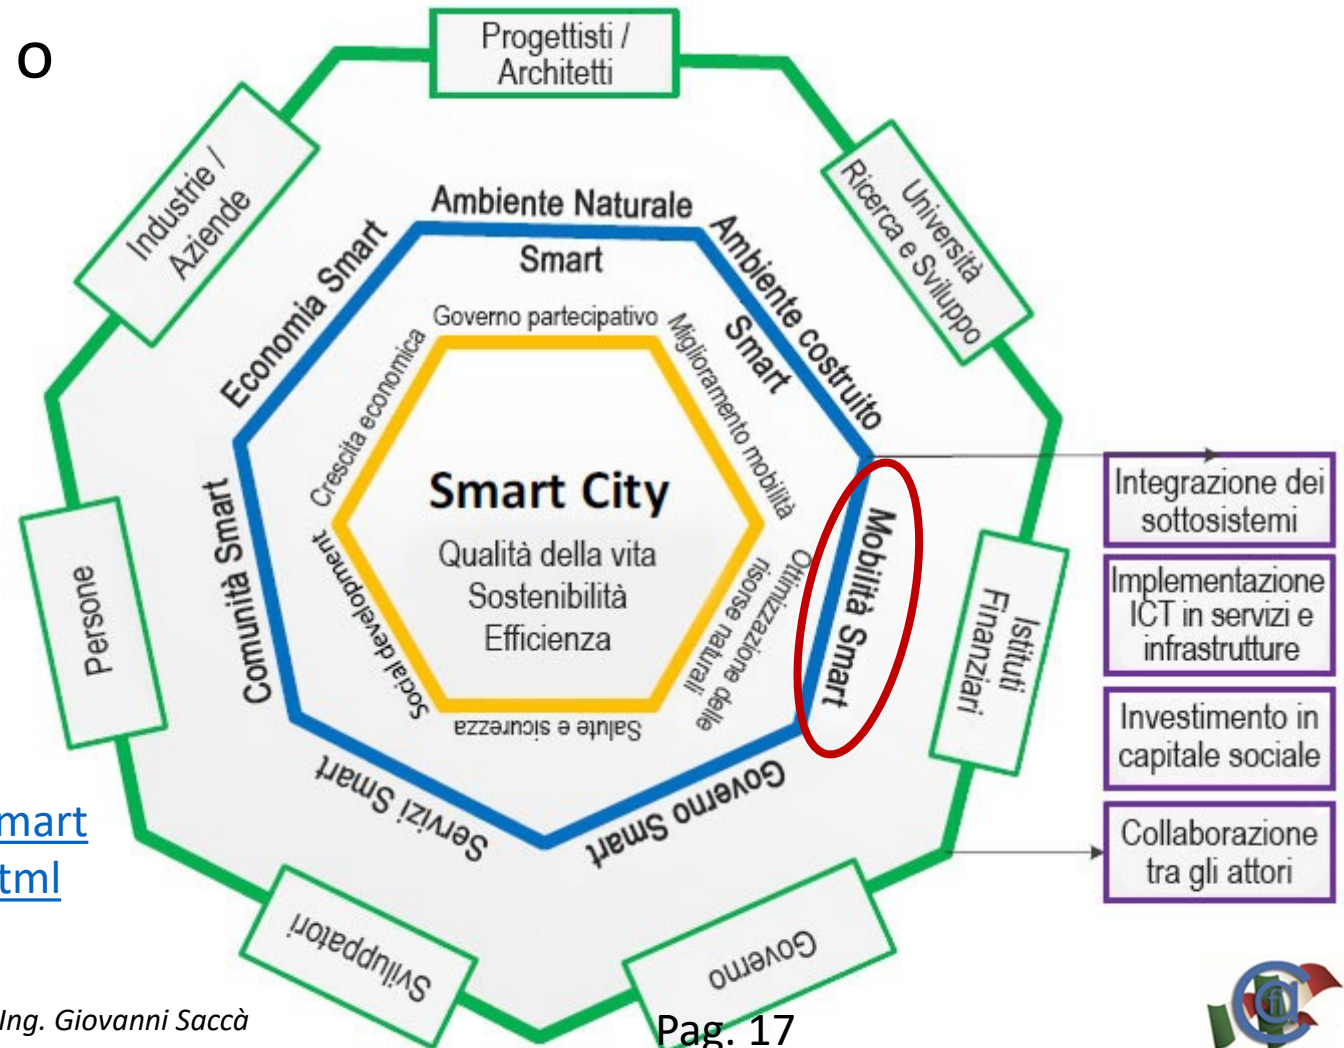 o
Progettisti /
Architetti
Industrie /
Aziende
Università
Ricerca e Sviluppo
Ambiente Naturale
Smart
Economia Smart
Ambiente costruito
Smart
Governo partecipativo
Crescita economica
Miglioramento mobilità
Smart City
Qualità della vita
Sostenibilità
Efficienza
Integrazione dei
sottosistemi
Mobilità Smart
Comunità Smart
Social development
Ottimizzazione delle
risorse naturali
Persone
Istituti
Finanziari
Implementazione
ICT in servizi e
infrastrutture
Salute e sicurezza
Investimento in
capitale sociale
Servizi Smart
Governo Smart
mart
tml
Collaborazione
tra gli attori
Sviluppatori
Governo
Ing. Giovanni Saccà
Pag. 17